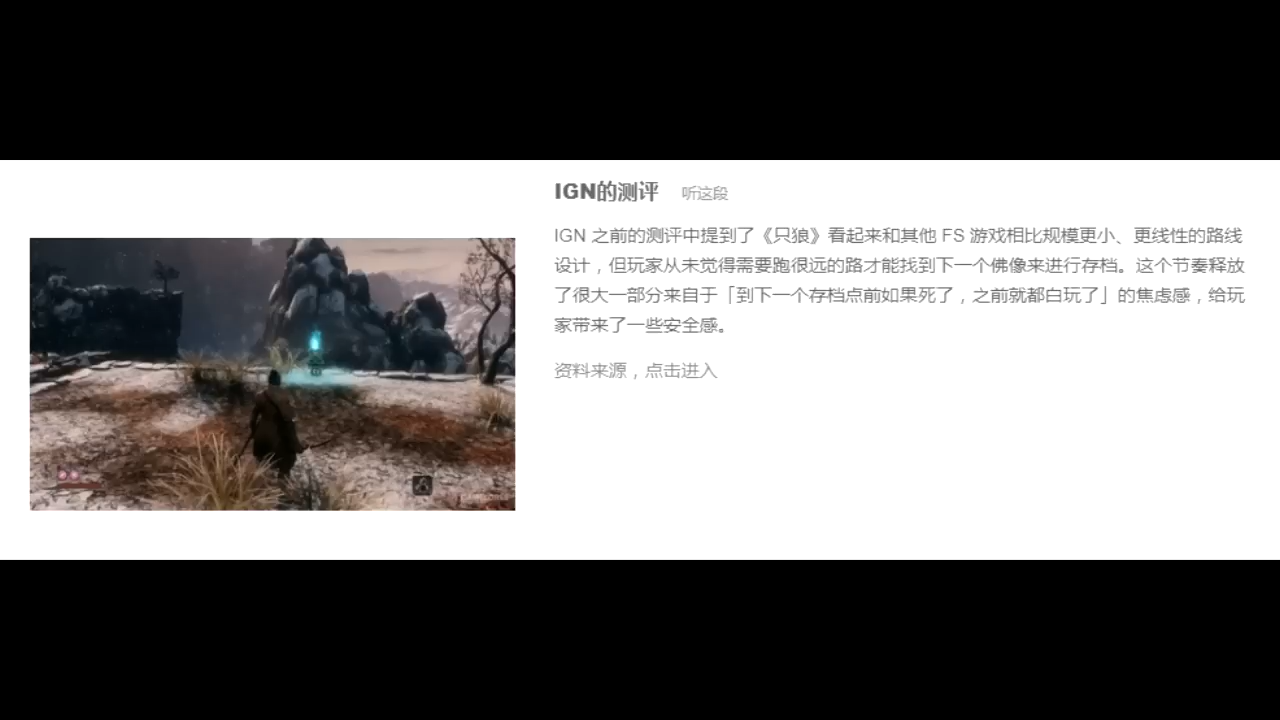 IGN的测评 听这段
IGN 之前的测评中提到了《只狼》看起来和其他 FS 游戏相比规模更小、更线性的路线
设计，但玩家从未觉得需要跑很远的路才能找到下一个佛像来进行存档。这个节奏释放
了很大一部分来自于「到下一个存档点前如果死了，之前就都白玩了」的焦虑感，给玩
家带来了一些安全感。
资料来源，点击进入